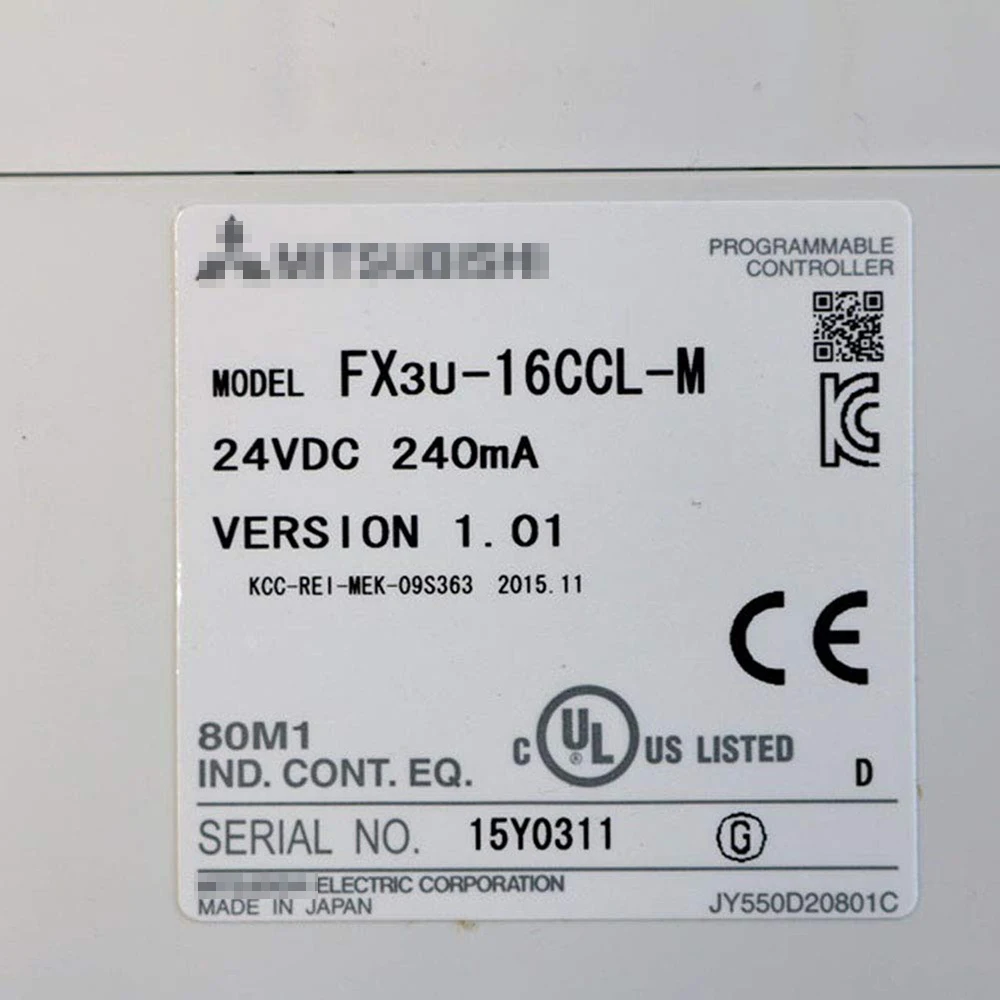 MITSUBISHI
PROGRAMMABLE
CONTROLLER
MODEL FX3U-16CCL-M
24VDC 240mA
VERSION 1.01
KCC-REI-MEK-09S363 2015.11
CE
80M1
IND. CONT. EQ.
C UL US LISTED
D
SERIAL NO. 15Y0311
G
ELECTRIC CORPORATION
MADE IN JAPAN
JY550D20801C